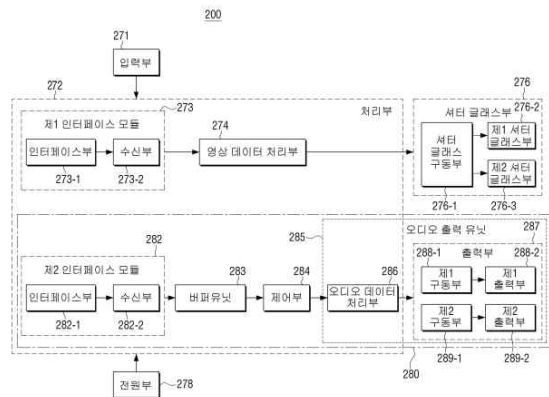 200
271
입력부
272
273
처리부
제1 인터페이스 모듈
인터페이스부
수신부
273-1
273-2
274
영상 데이터 처리부
276
셔터 글래스부
셔터
글래스
구동부
276-1
276-2
제1 셔터
글래스부
제2 셔터
글래스부
276-3
285
오디오 출력 유닛
287
282
제2 인터페이스 모듈
인터페이스부
수신부
282-1
282-2
283
버퍼유닛
284
제어부
286
오디오 데이터
처리부
출력부
288-1
288-2
제1
구동부
제1
출력부
제2
구동부
제2
출력부
289-1
289-2
280
전원부
278